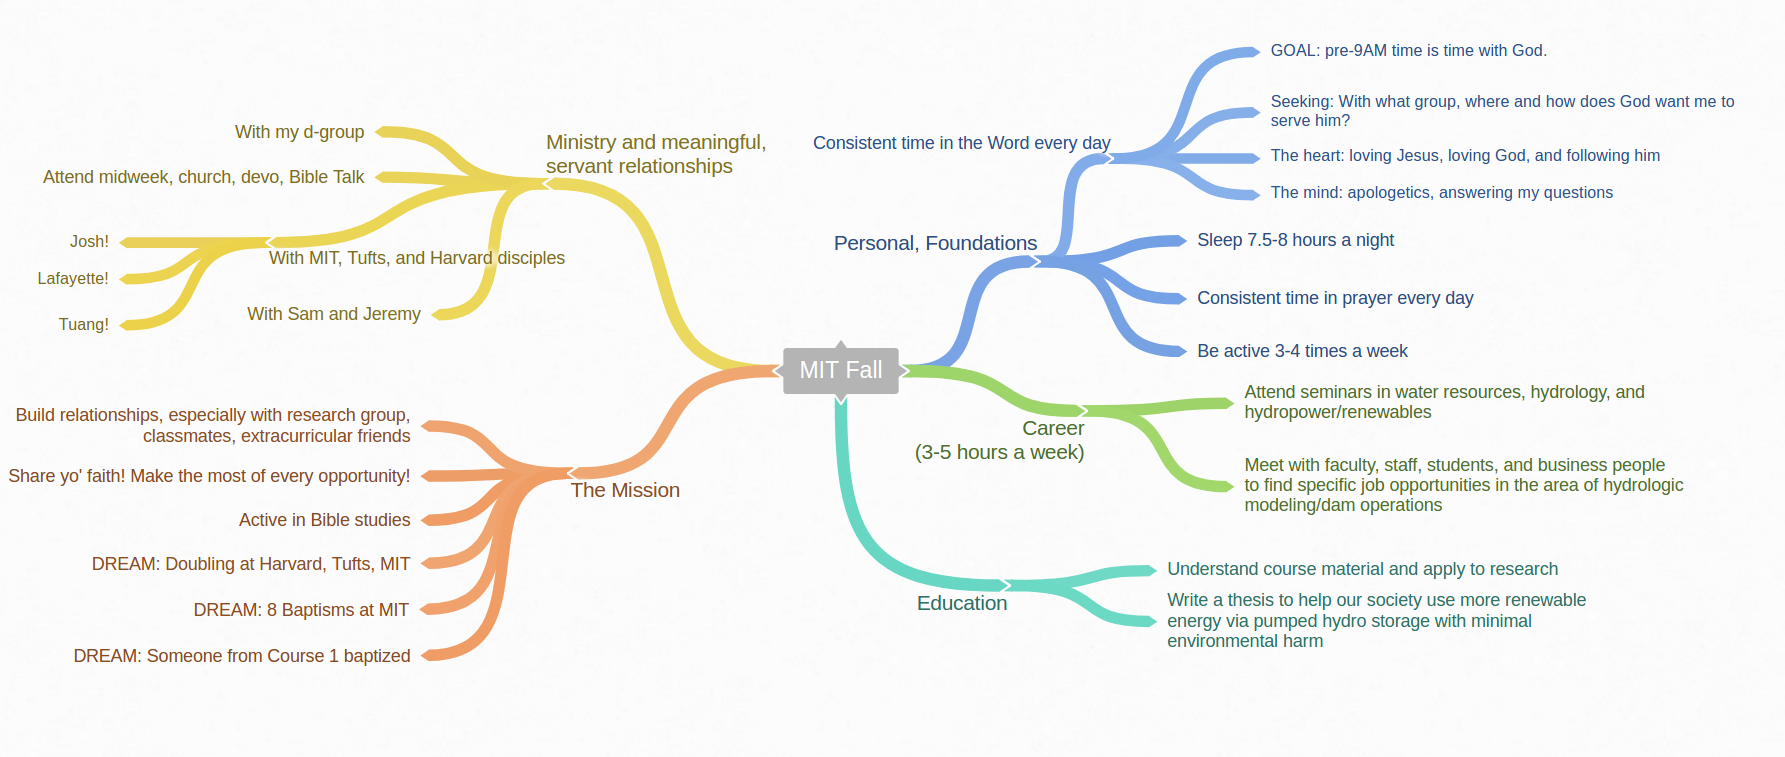 MIT Fall
Ministry and meaningful,
servant relationships
With my d-group
Attend midweek, church, devo, Bible Talk
With MIT, Tufts, and Harvard disciples
Josh!
Lafayette!
Tuang!
With Sam and Jeremy
The Mission
Build relationships, especially with research group,
classmates, extracurricular friends
Share yo' faith! Make the most of every opportunity!
Active in Bible studies
DREAM: Doubling at Harvard, Tufts, MIT
DREAM: 8 Baptisms at MIT
DREAM: Someone from Course 1 baptized
Personal, Foundations
Consistent time in the Word every day
GOAL: pre-9AM time is time with God.
Seeking: With what group, where and how does God want me to
serve him?
The heart: loving Jesus, loving God, and following him
The mind: apologetics, answering my questions
Sleep 7.5-8 hours a night
Consistent time in prayer every day
Be active 3-4 times a week
Career
(3-5 hours a week)
Attend seminars in water resources, hydrology, and
hydropower/renewables
Meet with faculty, staff, students, and business people
to find specific job opportunities in the area of hydrologic
modeling/dam operations
Education
Understand course material and apply to research
Write a thesis to help our society use more renewable
energy via pumped hydro storage with minimal
environmental harm